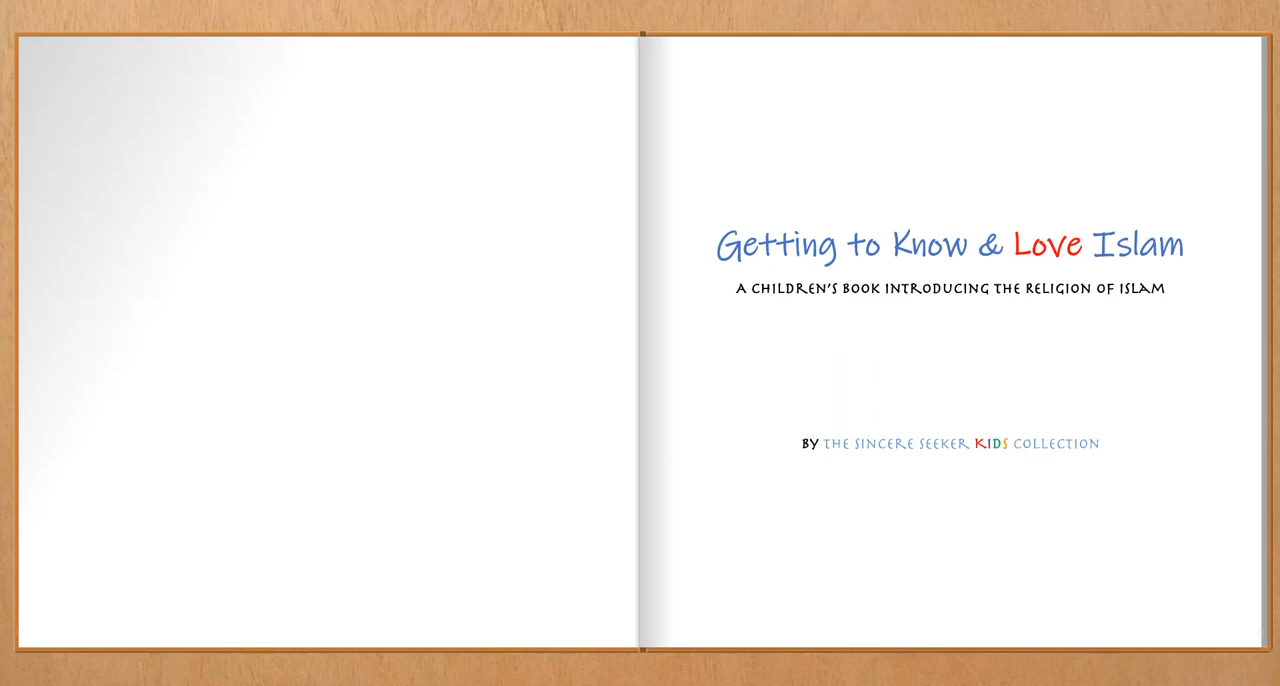 Getting to Know & Love Islam
A CHILDREN'S BOOK INTRODUCING THE RELIGION OF ISLAM
BY THE SINCERE SEEKER KIDS COLLECTION